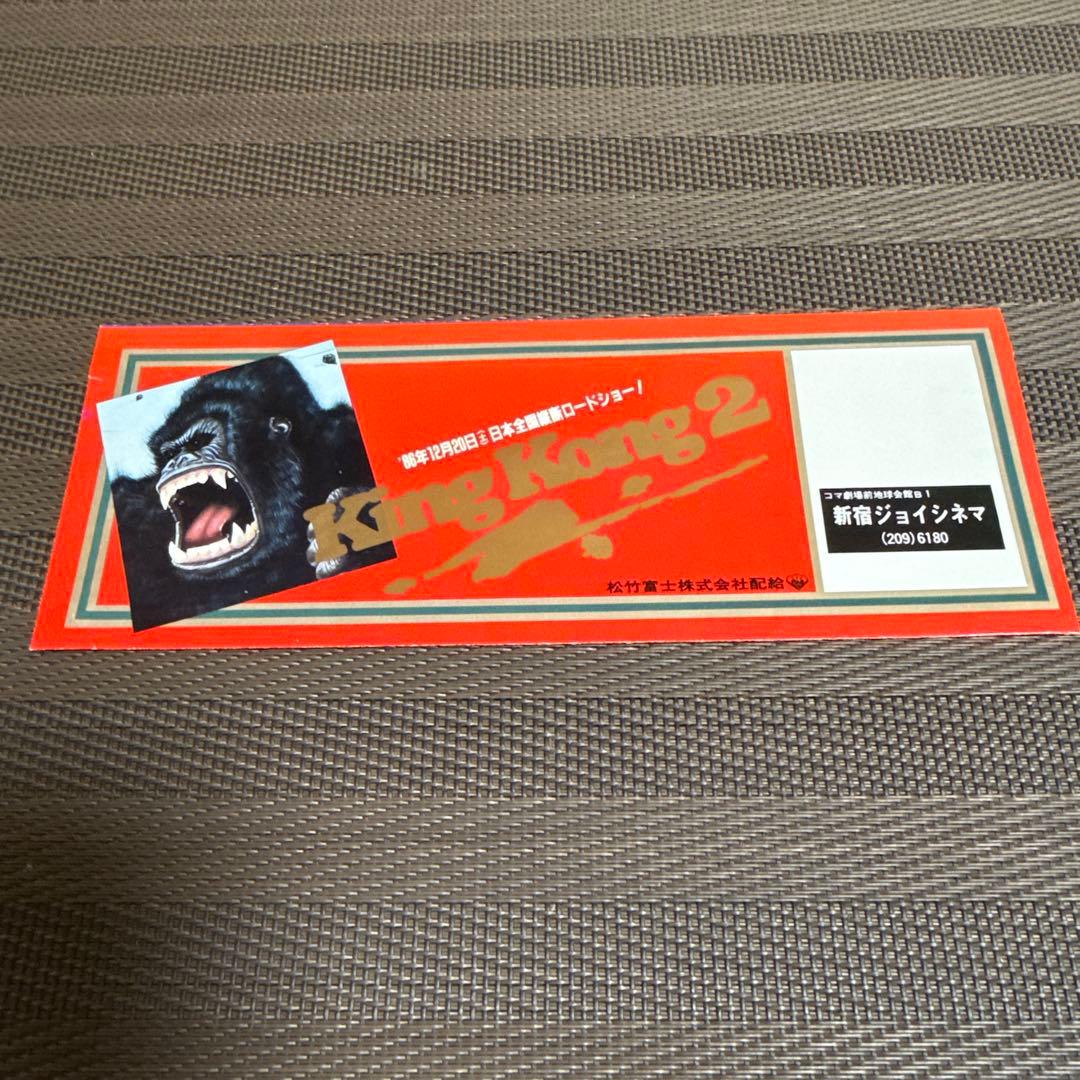 '86年12月20日(土)日本全国維新ロードショー!
King Kong 2
松竹富士株式会社配給
コマ劇場前地球会館B1
新宿ジョイシネマ
(209)6180